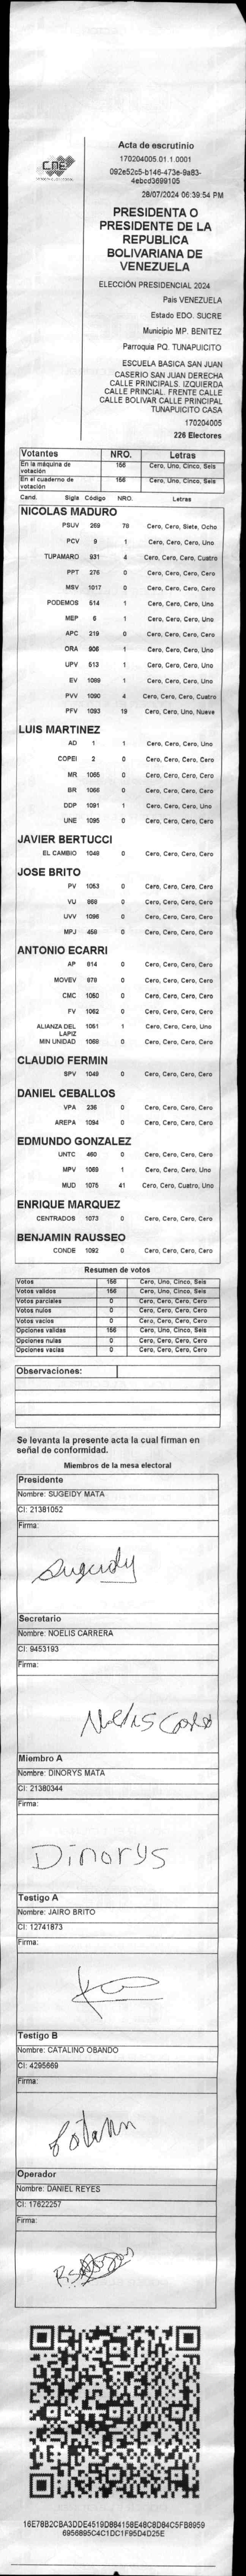 CNE
Acta de escrutinio
170204005.01.1.0001
092e52c5-b146-473e-9a83-
4ebcd3699105
28/07/2024 06:39:54 PM
PRESIDENTA O
PRESIDENTE DE LA
REPUBLICA
BOLIVARIANA DE
VENEZUELA
ELECCIÓN PRESIDENCIAL 2024
Pais VENEZUELA
Estado EDO. SUCRE
Municipio MP. BENITEZ
Parroquia PQ. TUNAPUICITO
ESCUELA BASICA SAN JUAN
CASERIO SAN JUAN DERECHA
CALLE PRINCIPALS. IZQUIERDA
CALLE PRINCIAL. FRENTE CALLE
CALLE BOLIVAR CALLE PRINCIPAL
TUNAPUICITO CASA
170204005
226 Electores
Votantes NRO. Letras
En la máquina de votación 156 Cero, Uno, Cinco, Seis
En el cuaderno de votación 156 Cero, Uno, Cinco, Seis
Cand. Sigla Código NRO. Letras
NICOLAS MADURO
PSUV 269 78 Cero, Cero, Siete, Ocho
PCV 9 1 Cero, Cero, Cero, Uno
TUPAMARO 931 4 Cero, Cero, Cero, Cuatro
PPT 276 0 Cero, Cero, Cero, Cero
MSV 1017 0 Cero, Cero, Cero, Cero
PODEMOS 514 1 Cero, Cero, Cero, Uno
MEP 6 1 Cero, Cero, Cero, Uno
APC 219 0 Cero, Cero, Cero, Cero
ORA 906 1 Cero, Cero, Cero, Uno
UPV 513 1 Cero, Cero, Cero, Uno
EV 1089 1 Cero, Cero, Cero, Uno
PVV 1090 4 Cero, Cero, Cero, Cuatro
PFV 1093 19 Cero, Cero, Uno, Nueve
LUIS MARTINEZ
AD 1 1 Cero, Cero, Cero, Uno
COPEI 2 0 Cero, Cero, Cero, Cero
MR 1065 0 Cero, Cero, Cero, Cero
BR 1066 0 Cero, Cero, Cero, Cero
DDP 1091 1 Cero, Cero, Cero, Uno
UNE 1095 0 Cero, Cero, Cero, Cero
JAVIER BERTUCCI
EL CAMBIO 1048 0 Cero, Cero, Cero, Cero
JOSE BRITO
PV 1053 0 Cero, Cero, Cero, Cero
VU 969 0 Cero, Cero, Cero, Cero
UVV 1096 0 Cero, Cero, Cero, Cero
MPJ 458 0 Cero, Cero, Cero, Cero
ANTONIO ECARRI
AP 814 0 Cero, Cero, Cero, Cero
MOVEV 978 0 Cero, Cero, Cero, Cero
CMC 1050 0 Cero, Cero, Cero, Cero
FV 1062 0 Cero, Cero, Cero, Cero
ALIANZA DEL LAPIZ 1051 1 Cero, Cero, Cero, Uno
MIN UNIDAD 1068 0 Cero, Cero, Cero, Cero
CLAUDIO FERMIN
SPV 1049 0 Cero, Cero, Cero, Cero
DANIEL CEBALLOS
VPA 236 0 Cero, Cero, Cero, Cero
AREPA 1094 0 Cero, Cero, Cero, Cero
EDMUNDO GONZALEZ
UNTC 460 0 Cero, Cero, Cero, Cero
MPV 1069 1 Cero, Cero, Cero, Uno
MUD 1075 41 Cero, Cero, Cuatro, Uno
ENRIQUE MARQUEZ
CENTRADOS 1073 0 Cero, Cero, Cero, Cero
BENJAMIN RAUSSEO
CONDE 1092 0 Cero, Cero, Cero, Cero
Resumen de votos
Votos 156 Cero, Uno, Cinco, Seis
Votos validos 156 Cero, Uno, Cinco, Seis
Votos parciales 0 Cero, Cero, Cero, Cero
Votos nulos 0 Cero, Cero, Cero, Cero
Votos vacios 0 Cero, Cero, Cero, Cero
Opciones validas 156 Cero, Uno, Cinco, Seis
Opciones nulas 0 Cero, Cero, Cero, Cero
Opciones vacias 0 Cero, Cero, Cero, Cero
Observaciones:
Se levanta la presente acta la cual firman en
señal de conformidad.
Miembros de la mesa electoral
Presidente
Nombre: SUGEIDY MATA
CI: 21381052
Firma:
Sugeidy
Secretario
Nombre: NOELIS CARRERA
CI: 9453193
Firma:
Miembro A
Nombre: DINORYS MATA
CI: 21380344
Firma:
Dinorys
Testigo A
Nombre: JAIRO BRITO
CI: 12741873
Firma:
Testigo B
Nombre: CATALINO OBANDO
CI: 4295669
Firma:
Operador
Nombre: DANIEL REYES
CI: 17622257
Firma:
16E78B2CBA3DDE4519D884158E48C8D84C5FB8959
6956895C4C1DC1F95D4D25E